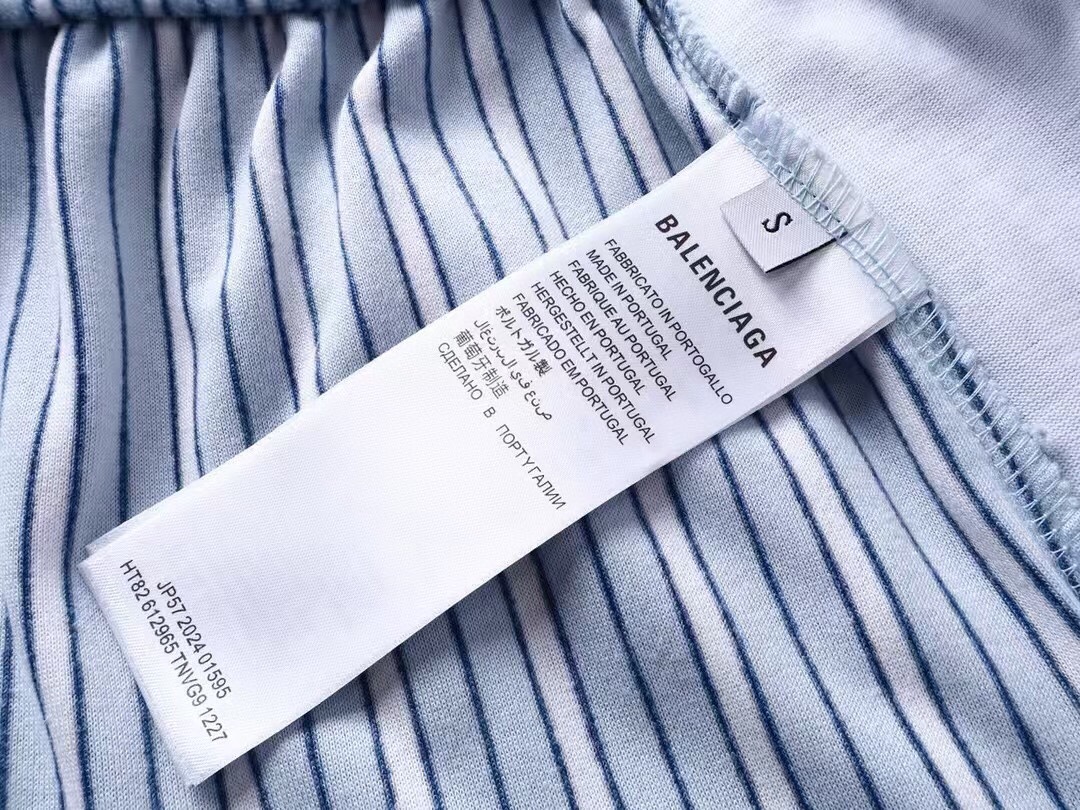 S
BALENCIAGA
FABBRICATO IN PORTOGALLO
MADE IN PORTUGAL
FABRIQUE AU PORTUGAL
HECHO EN PORTUGAL
HERGESTELLT IN PORTUGAL
FABRICADO EM PORTUGAL
ポルトガル製
صنع في البرتغال
葡萄牙制造
СДЕЛАНО В ПОРТУГАЛИИ
JP57 2024 01595
HT82 612965 TNVG9 1227